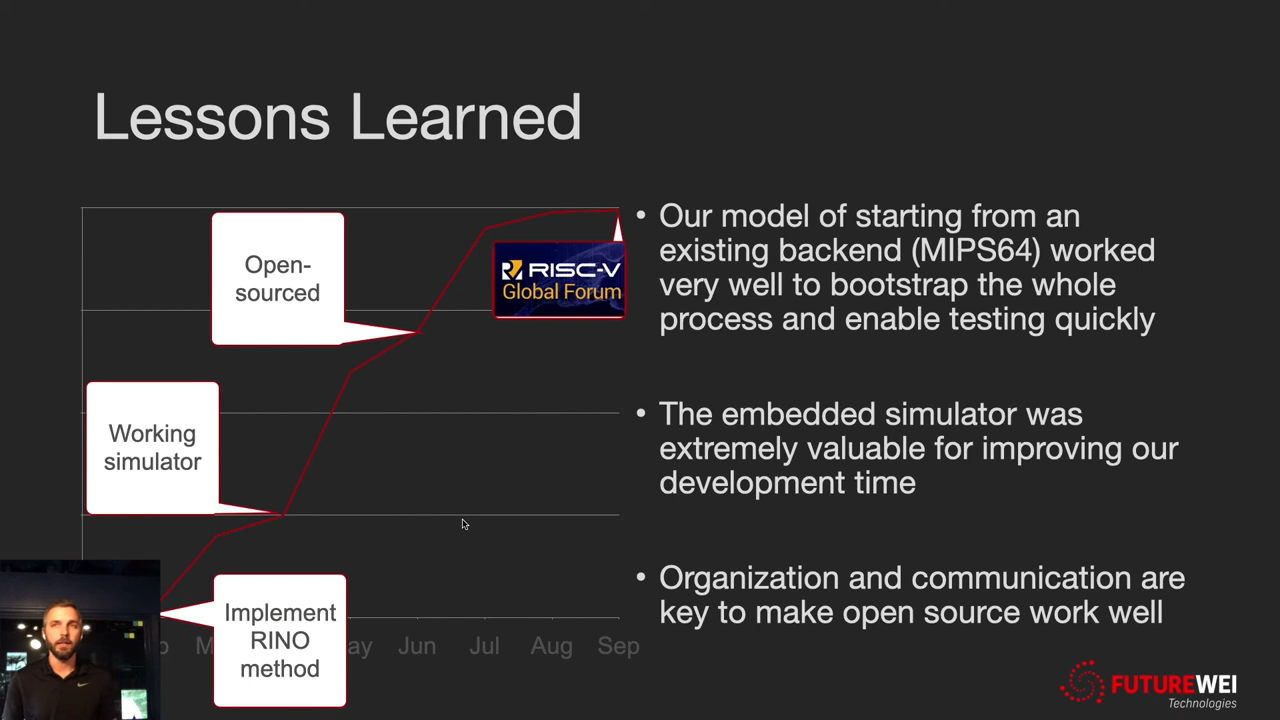 Lessons Learned
Open-
sourced
RISC-V
Global Forum
Working
simulator
Implement
RINO
method
Jun
Jul
Aug
Sep
• Our model of starting from an
existing backend (MIPS64) worked
very well to bootstrap the whole
process and enable testing quickly
• The embedded simulator was
extremely valuable for improving our
development time
• Organization and communication are
key to make open source work well
FUTUREWEI
Technologies